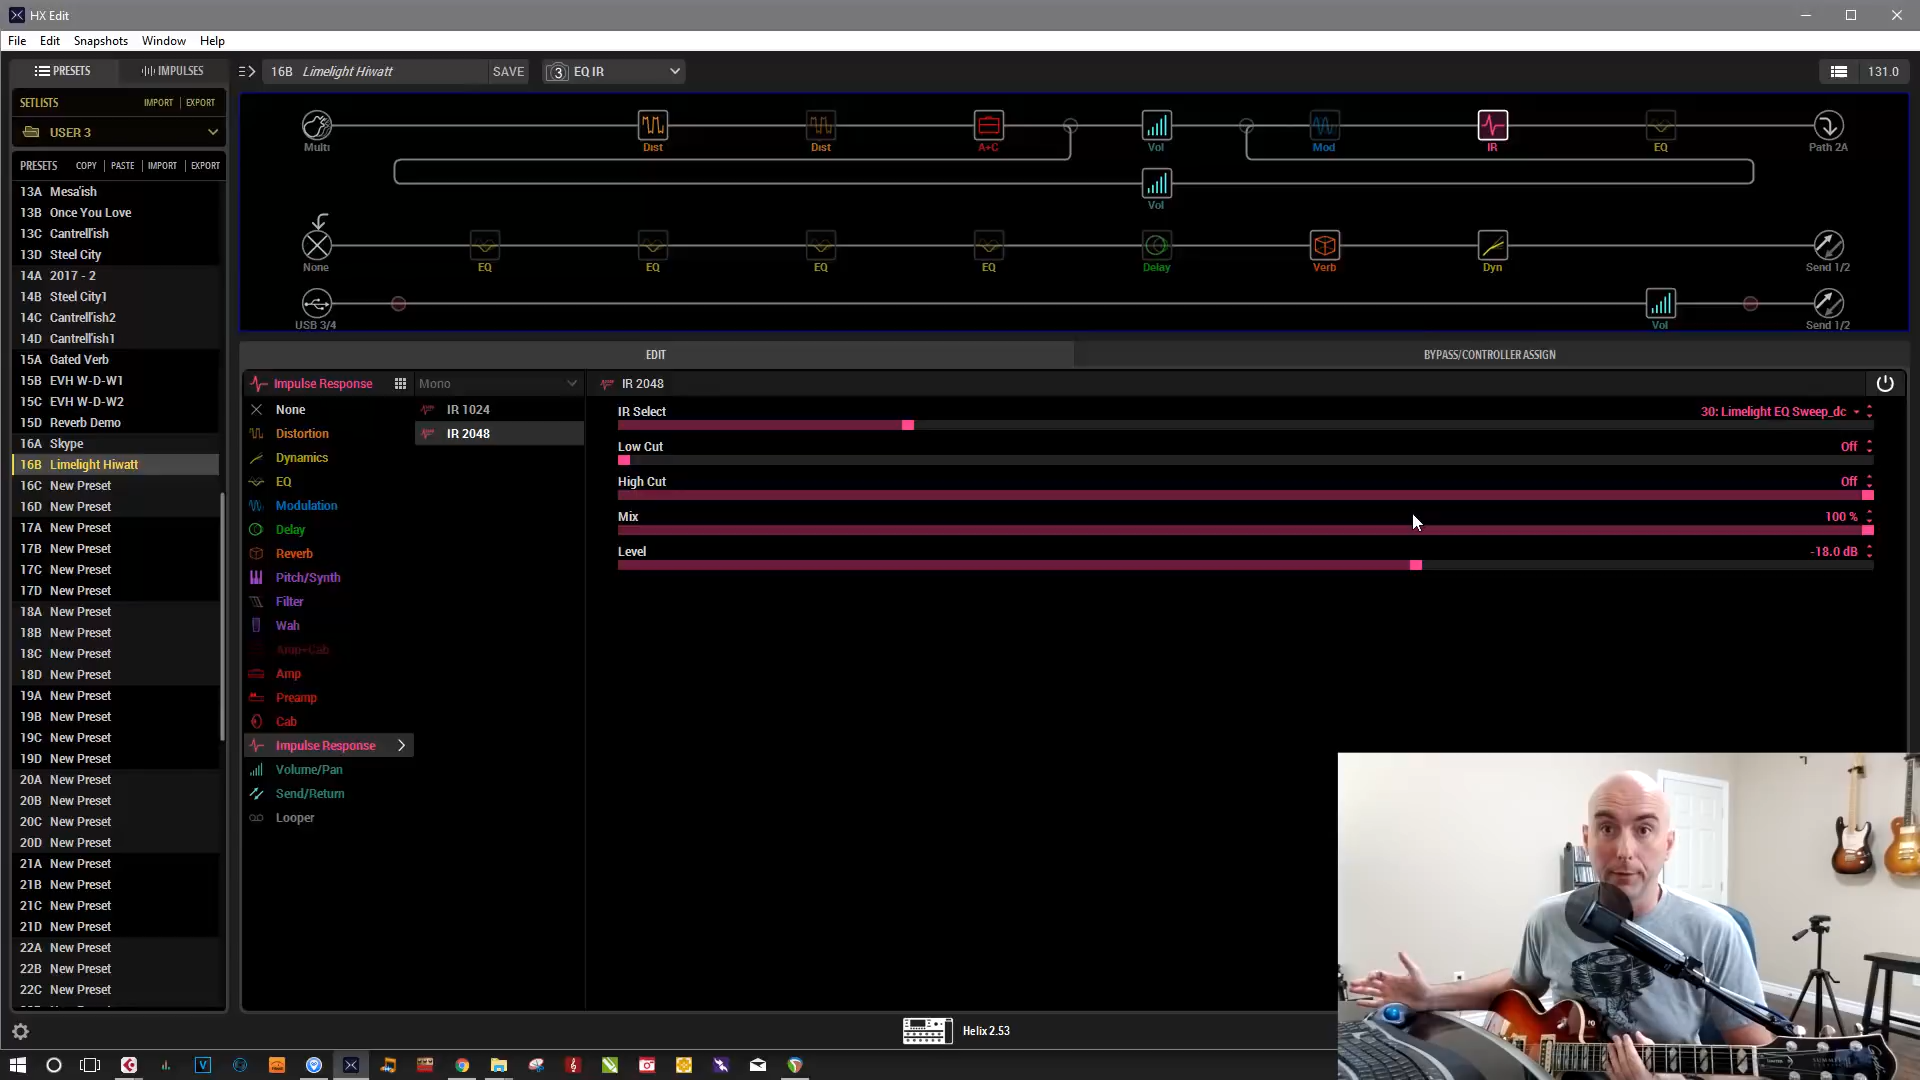 HX Edit
File Edit Snapshots Window Help
PRESETS IMPULSES
16B Limelight Hiwatt SAVE 3 EQ IR 131.0
SETLISTS IMPORT | EXPORT
USER 3
PRESETS COPY | PASTE | IMPORT | EXPORT
13A Mesa'ish
13B Once You Love
13C Cantrell'ish
13D Steel City
14A 2017 - 2
14B Steel City1
14C Cantrell'ish2
14D Cantrell'ish1
15A Gated Verb
15B EVH W-D-W1
15C EVH W-D-W2
15D Reverb Demo
16A Skype
16B Limelight Hiwatt
16C New Preset
16D New Preset
17A New Preset
17B New Preset
17C New Preset
17D New Preset
18A New Preset
18B New Preset
18C New Preset
18D New Preset
19A New Preset
19B New Preset
19C New Preset
19D New Preset
20A New Preset
20B New Preset
20C New Preset
20D New Preset
21A New Preset
21B New Preset
21C New Preset
21D New Preset
22A New Preset
22B New Preset
22C New Preset
Multi Dist Dist A+C Vol Mod IR EQ Path 2A
Vol
None EQ EQ EQ EQ Delay Verb Dyn Send 1/2
USB 3/4 Vol Send 1/2
EDIT BYPASS/CONTROLLER ASSIGN
Impulse Response Mono IR 2048
None
Distortion
Dynamics
EQ
Modulation
Delay
Reverb
Pitch/Synth
Filter
Wah
Amp+Cab
Amp
Preamp
Cab
Impulse Response
Volume/Pan
Send/Return
Looper
IR 1024
IR 2048
IR Select 30: Limelight EQ Sweep_dc
Low Cut Off
High Cut Off
Mix 100 %
Level -18.0 dB
Helix 2.53